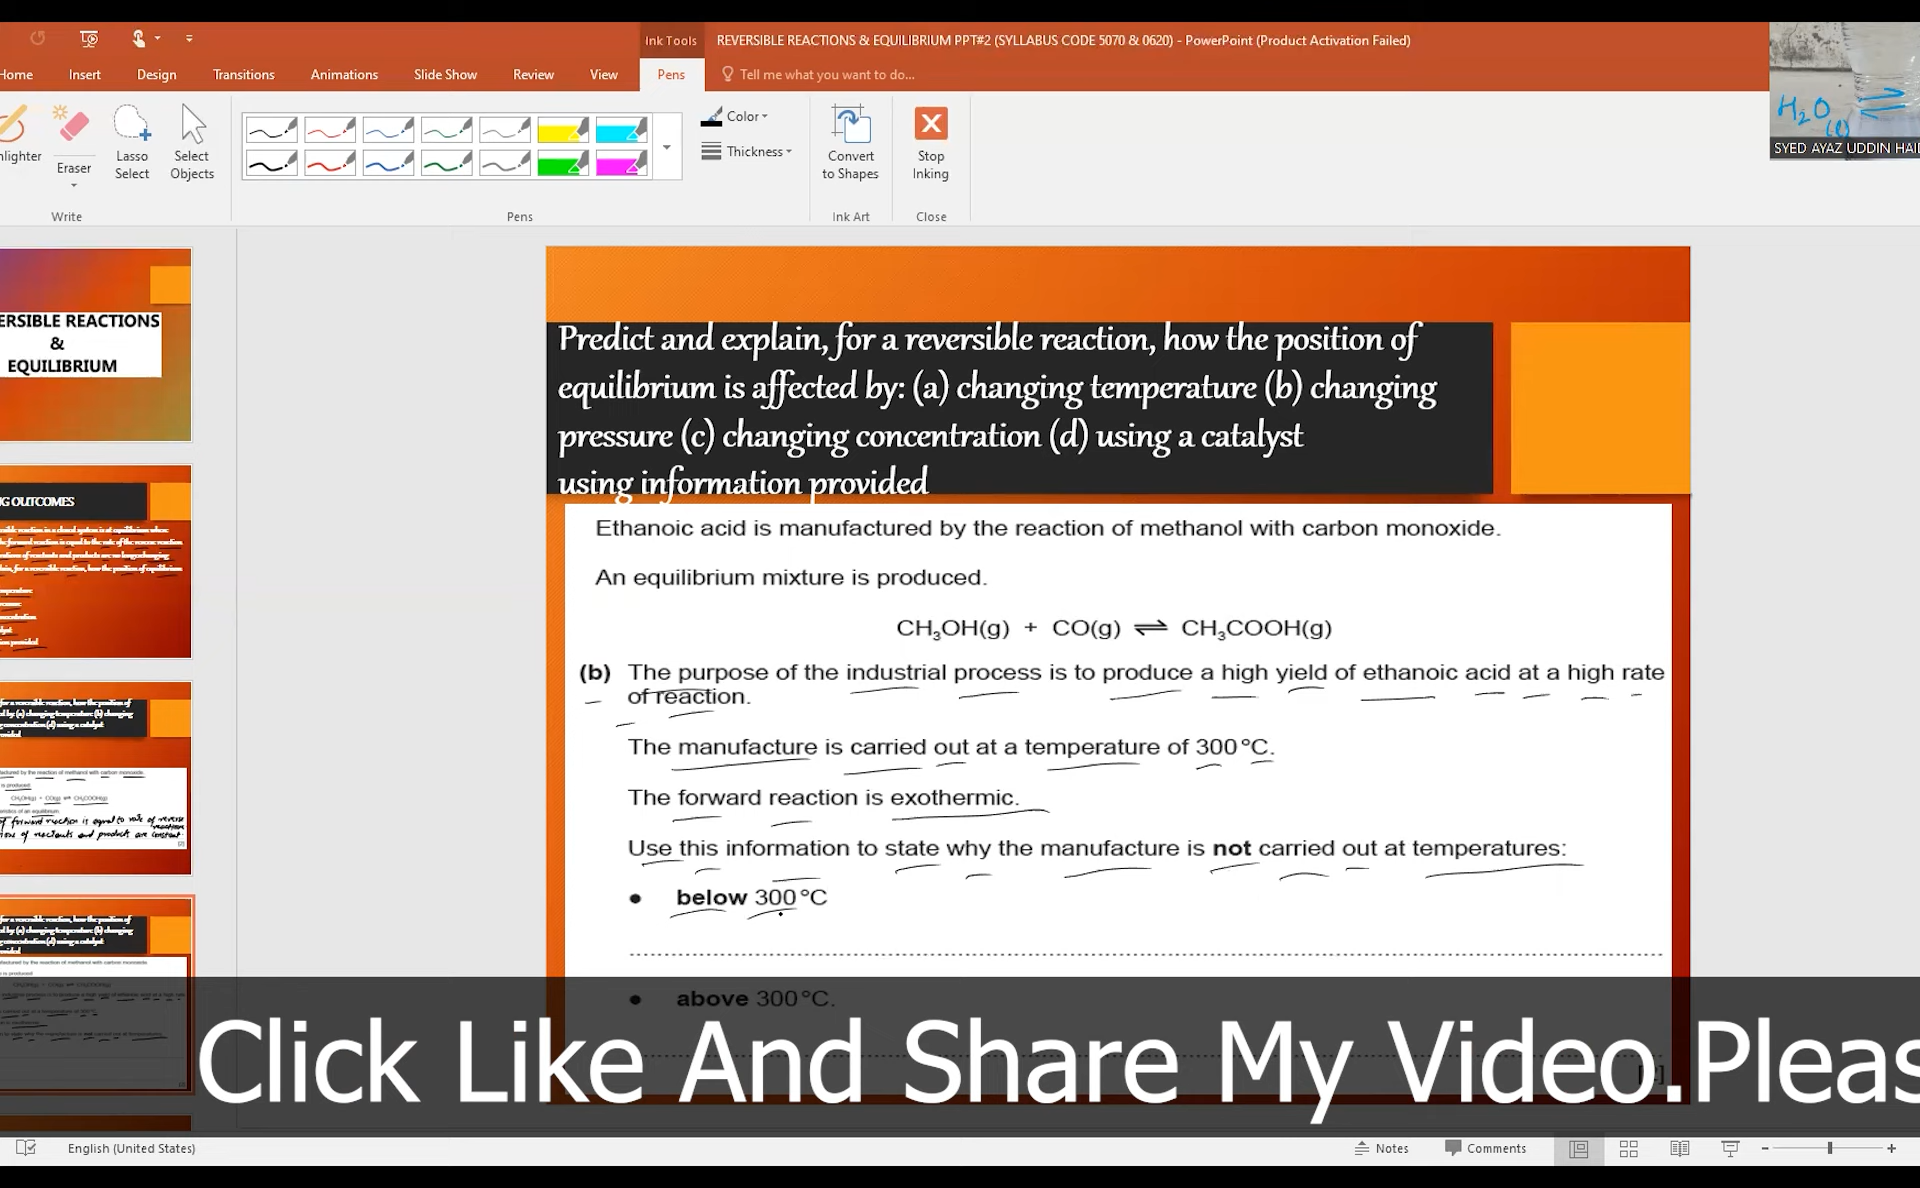 Ink Tools
REVERSIBLE REACTIONS & EQUILIBRIUM PPT#2 (SYLLABUS CODE 5070 & 0620) - PowerPoint (Product Activation Failed)
Home
Insert
Design
Transitions
Animations
Slide Show
Review
View
Pens
Tell me what you want to do...
H₂O(l) ⇌
SYED AYAZ UDDIN HAI
hlighter
Eraser
Lasso
Select
Select
Objects
Color
Thickness
Convert
to Shapes
Stop
Inking
Write
Pens
Ink Art
Close
ERSIBLE REACTIONS
&
EQUILIBRIUM
NG OUTCOMES
Predict and explain, for a reversible reaction, how the position of
equilibrium is affected by: (a) changing temperature (b) changing
pressure (c) changing concentration (d) using a catalyst
using information provided
Ethanoic acid is manufactured by the reaction of methanol with carbon monoxide.
An equilibrium mixture is produced.
CH₃OH(g) + CO(g) ⇌ CH₃COOH(g)
(b) The purpose of the industrial process is to produce a high yield of ethanoic acid at a high rate
of reaction.
The manufacture is carried out at a temperature of 300 °C.
The forward reaction is exothermic.
Use this information to state why the manufacture is not carried out at temperatures:
• below 300 °C
• above 300 °C.
Click Like And Share My Video.Pleas
English (United States)
Notes
Comments